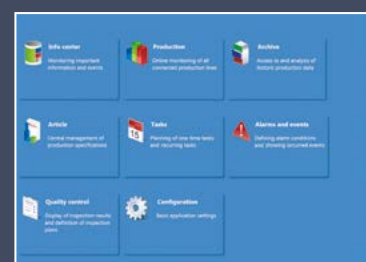 Info center
Monitoring important
information and events
Production
Online monitoring of all
connected production lines
Archive
Access to and analysis of
historic production data
Article
Central management of
production specifications
Tasks
15
Planning of one-time tasks
and recurring tasks
Alarms and events
Defining alarm conditions
and showing occurred events
Quality control
Display of inspection results
and definition of inspection
plans
Configuration
Basic application settings